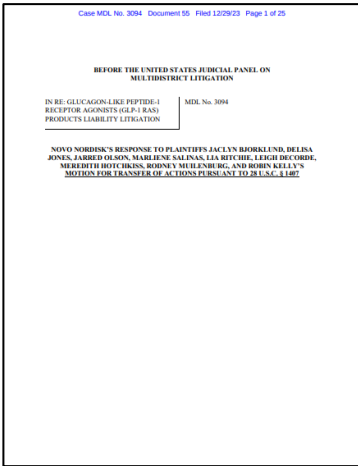 Case MDL No. 3094 Document 55 Filed 12/29/23 Page 1 of 25
BEFORE THE UNITED STATES JUDICIAL PANEL ON
MULTIDISTRICT LITIGATION
IN RE: GLUCAGON-LIKE PEPTIDE-1
RECEPTOR AGONISTS (GLP-1 RAS)
PRODUCTS LIABILITY LITIGATION
MDL No. 3094
NOVO NORDISK'S RESPONSE TO PLAINTIFFS JACLYN BJORKLUND, DELISA
JONES, JARRED OLSON, MARLIENE SALINAS, LIA RITCHIE, LEIGH DECORDE,
MEREDITH HOTCHKISS, RODNEY MUILENBURG, AND ROBIN KELLY'S
MOTION FOR TRANSFER OF ACTIONS PURSUANT TO 28 U.S.C. § 1407